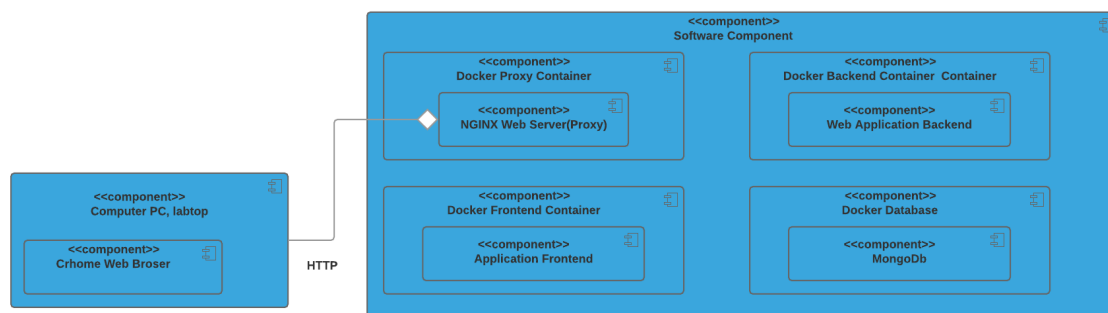 <<component>>
Software Component
<<component>>
Docker Proxy Container
<<component>>
NGINX Web Server(Proxy)
<<component>>
Docker Backend Container  Container
<<component>>
Web Application Backend
<<component>>
Computer PC, labtop
<<component>>
Crhome Web Broser
HTTP
<<component>>
Docker Frontend Container
<<component>>
Application Frontend
<<component>>
Docker Database
<<component>>
MongoDb